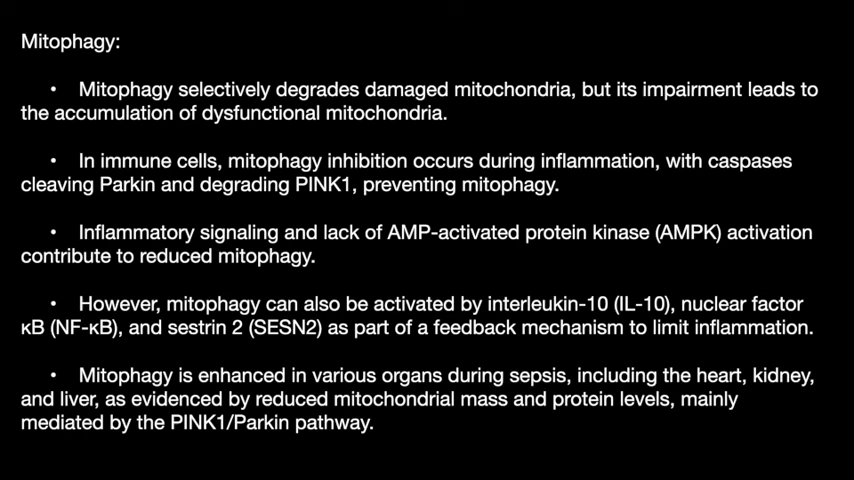 Mitophagy:
• Mitophagy selectively degrades damaged mitochondria, but its impairment leads to
the accumulation of dysfunctional mitochondria.
• In immune cells, mitophagy inhibition occurs during inflammation, with caspases
cleaving Parkin and degrading PINK1, preventing mitophagy.
• Inflammatory signaling and lack of AMP-activated protein kinase (AMPK) activation
contribute to reduced mitophagy.
• However, mitophagy can also be activated by interleukin-10 (IL-10), nuclear factor
κB (NF-κB), and sestrin 2 (SESN2) as part of a feedback mechanism to limit inflammation.
• Mitophagy is enhanced in various organs during sepsis, including the heart, kidney,
and liver, as evidenced by reduced mitochondrial mass and protein levels, mainly
mediated by the PINK1/Parkin pathway.